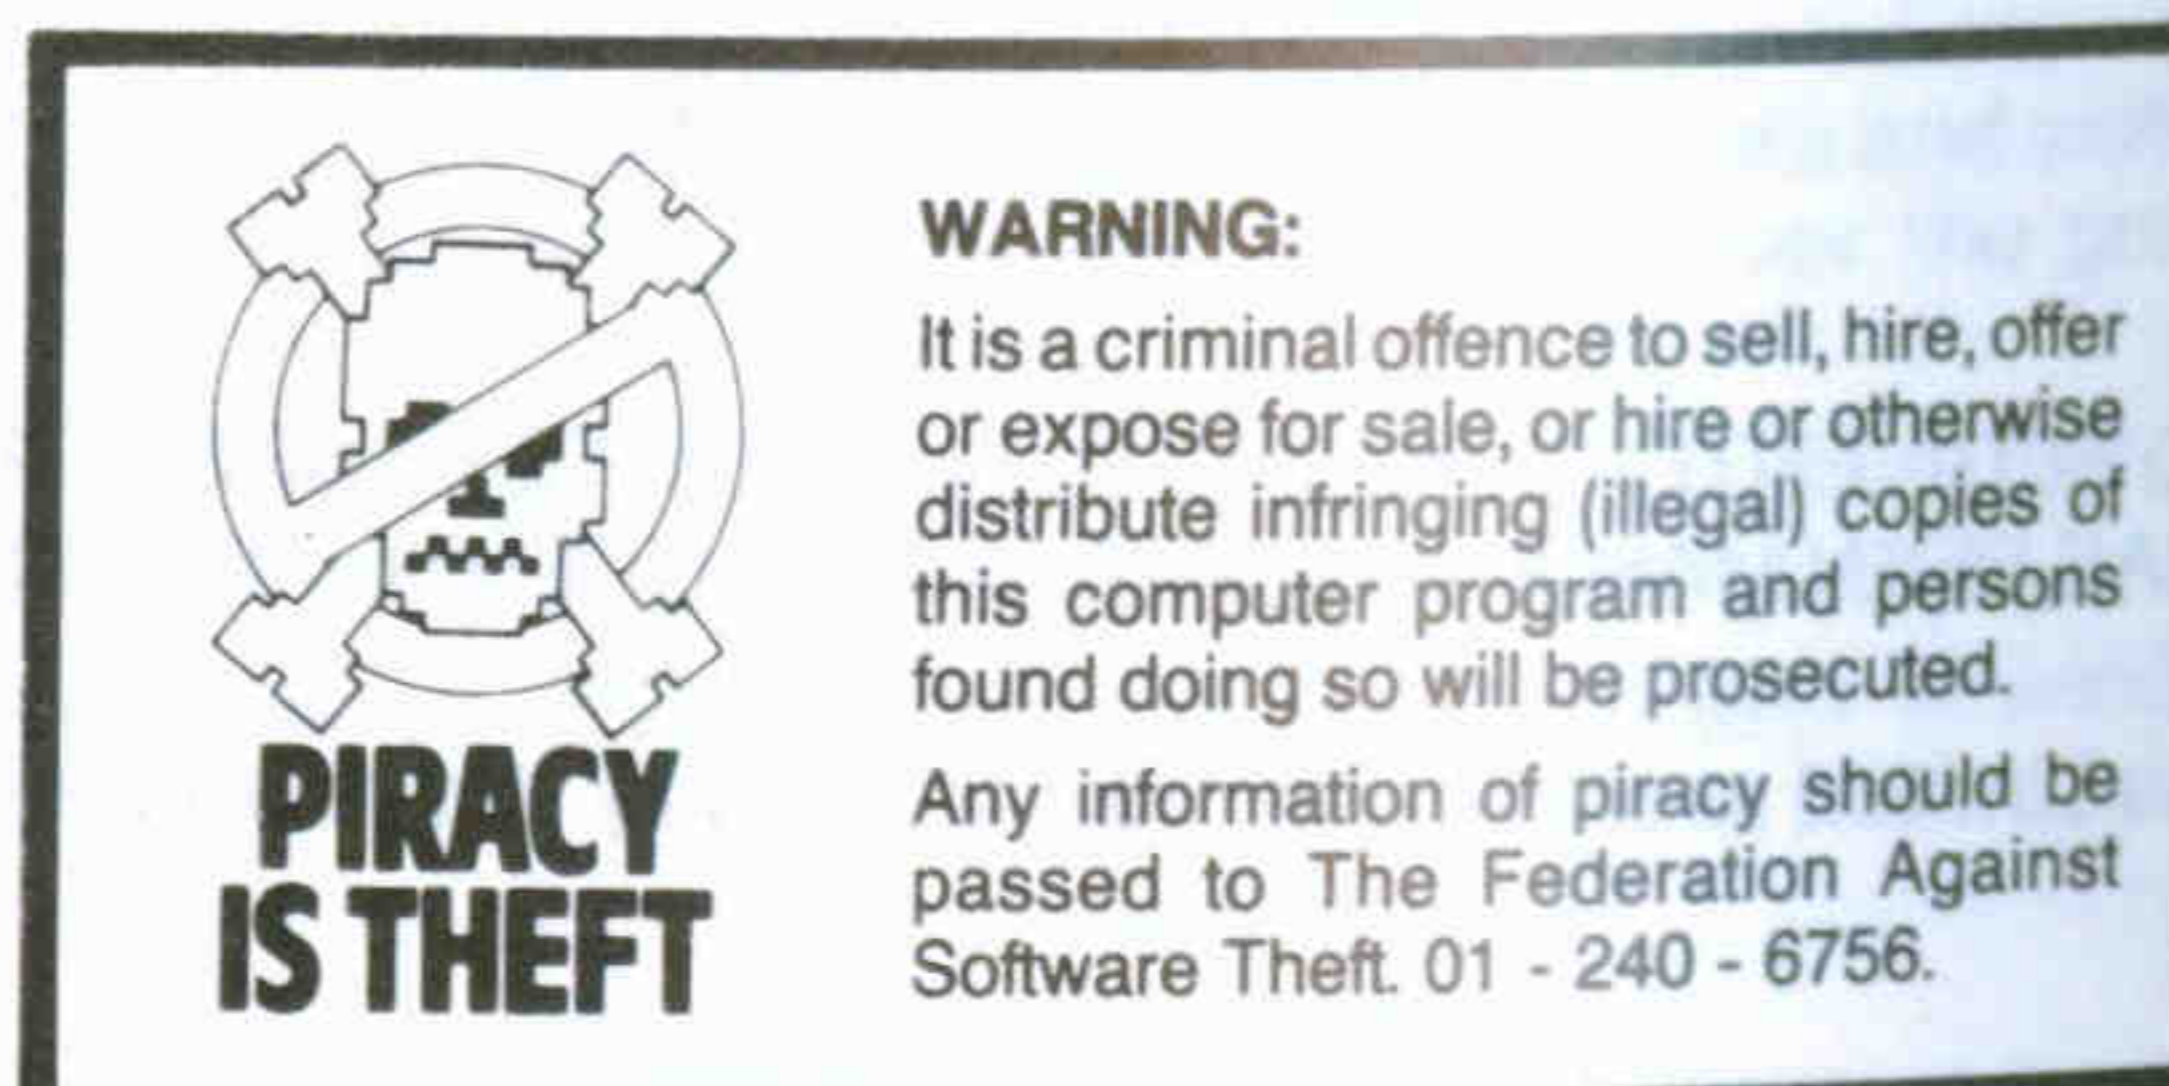 PIRACY
IS THEFT
WARNING:
It is a criminal offence to sell, hire, offer
or expose for sale, or hire or otherwise
distribute infringing (illegal) copies of
this computer program and persons
found doing so will be prosecuted.
Any information of piracy should be
passed to The Federation Against
Software Theft. 01 - 240 - 6756.